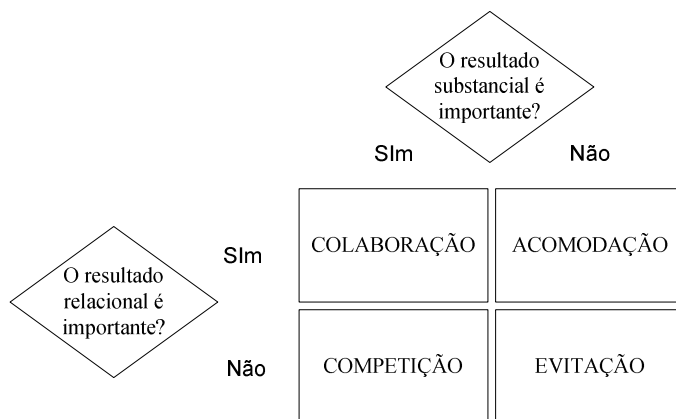 O resultado
substancial é
importante?
SIm
Não
SIm
COLABORAÇÃO
ACOMODAÇÃO
O resultado
relacional é
importante?
Não
COMPETIÇÃO
EVITAÇÃO